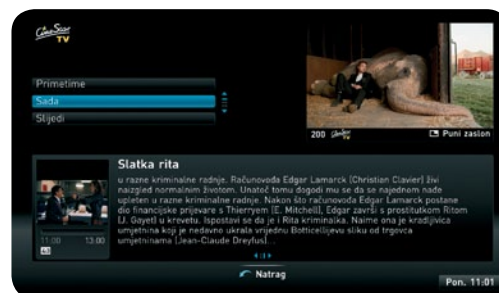 CineStar
TV
Primetime
Sada
Slijedi
200 CineStar
Puni zaslon
Slatka rita
u razne kriminalne radnje. Računovođa Edgar Lamarck (Christian Clavier) živi
naizgled normalnim životom. Unatoč tomu dogodi mu se da se najednom nađe
upleten u razne kriminalne radnje. Nakon što računovođa Edgar Lamarck postane
dio financijske prijevare s Thierryem (E. Mitchell), Edgar završi s prostitutkom Ritom
(J. Gayet) u krevetu. Ispostavi se da je i Rita kriminalka. Naime ona je kradljivica
umjetnina koji je nedavno ukrala vrijednu Botticellijevu sliku od trgovca
umjetninama (Jean-Claude Dreyfus)...
11:00 13:00
4:3
Natrag
Pon. 11:01